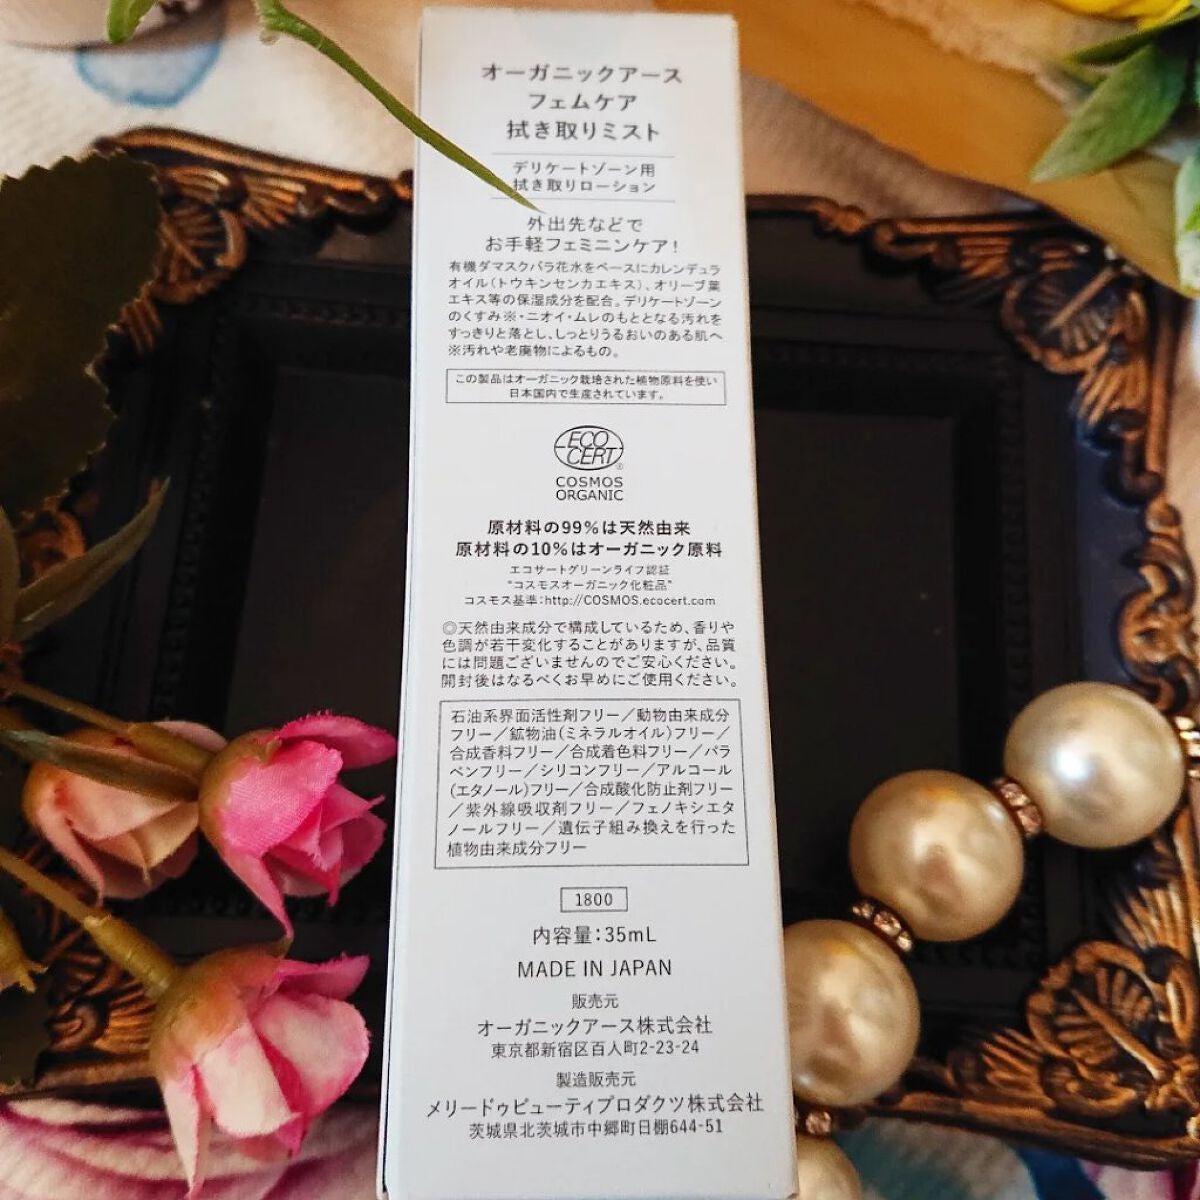 オーガニックアース
フェムケア
拭き取りミスト
デリケートゾーン用
拭き取りローション
外出先などで
お手軽フェミニンケア!
有機ダマスクバラ花水をベースにカレンデュラ
オイル(トウキンセンカエキス)、オリーブ葉
エキス等の保湿成分を配合。デリケートゾーン
のくすみ※・ニオイ・ムレのもととなる汚れを
すっきりと落とし、しっとりうるおいのある肌へ
※汚れや老廃物によるもの。
この製品はオーガニック栽培された植物原料を使い
日本国内で生産されています。
ECO
CERT®
COSMOS
ORGANIC
原材料の99%は天然由来
原材料の10%はオーガニック原料
エコサートグリーンライフ認証
"コスモスオーガニック化粧品"
コスモス基準:http://COSMOS.ecocert.com
◎天然由来成分で構成しているため、香りや
色調が若干変化することがありますが、品質
には問題ございませんのでご安心ください。
開封後はなるべくお早めにご使用ください。
石油系界面活性剤フリー/動物由来成分
フリー/鉱物油(ミネラルオイル)フリー/
合成香料フリー/合成着色料フリー/パラ
ベンフリー/シリコンフリー/アルコール
(エタノール)フリー/合成酸化防止剤フリー
/紫外線吸収剤フリー/フェノキシエタ
ノールフリー/遺伝子組み換えを行った
植物由来成分フリー
1800
内容量:35mL
MADE IN JAPAN
販売元
オーガニックアース株式会社
東京都新宿区百人町2-23-24
製造販売元
メリードゥビューティプロダクツ株式会社
茨城県北茨城市中郷町日棚644-51